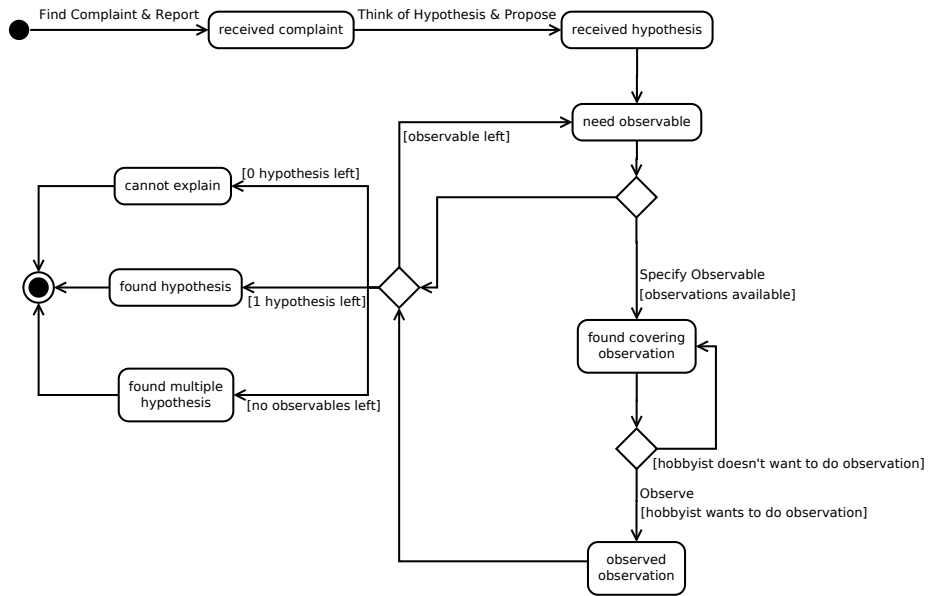 Find Complaint & Report
Think of Hypothesis & Propose
received complaint
received hypothesis
need observable
[observable left]
[0 hypothesis left]
cannot explain
Specify Observable
[observations available]
found hypothesis
[1 hypothesis left]
found covering
observation
found multiple
hypothesis
[no observables left]
[hobbyist doesn't want to do observation]
Observe
[hobbyist wants to do observation]
observed
observation